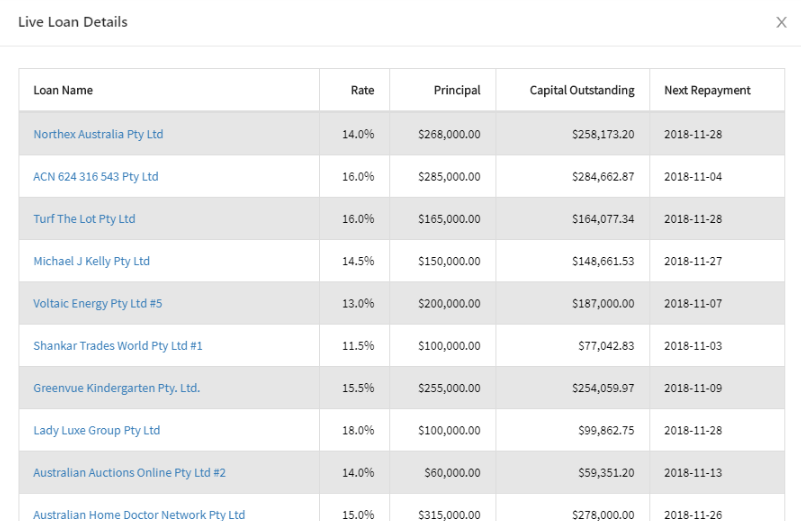 Live Loan Details
Loan Name Rate Principal Capital Outstanding Next Repayment
Northex Australia Pty Ltd 14.0% $268,000.00 $258,173.20 2018-11-28
ACN 624 316 543 Pty Ltd 16.0% $285,000.00 $284,662.87 2018-11-04
Turf The Lot Pty Ltd 16.0% $165,000.00 $164,077.34 2018-11-28
Michael J Kelly Pty Ltd 14.5% $150,000.00 $148,661.53 2018-11-27
Voltaic Energy Pty Ltd #5 13.0% $200,000.00 $187,000.00 2018-11-07
Shankar Trades World Pty Ltd #1 11.5% $100,000.00 $77,042.83 2018-11-03
Greenvue Kindergarten Pty. Ltd. 15.5% $255,000.00 $254,059.97 2018-11-09
Lady Luxe Group Pty Ltd 18.0% $100,000.00 $99,862.75 2018-11-28
Australian Auctions Online Pty Ltd #2 14.0% $60,000.00 $59,351.20 2018-11-13
Australian Home Doctor Network Pty Ltd 15.0% $315,000.00 $278,000.00 2018-11-26